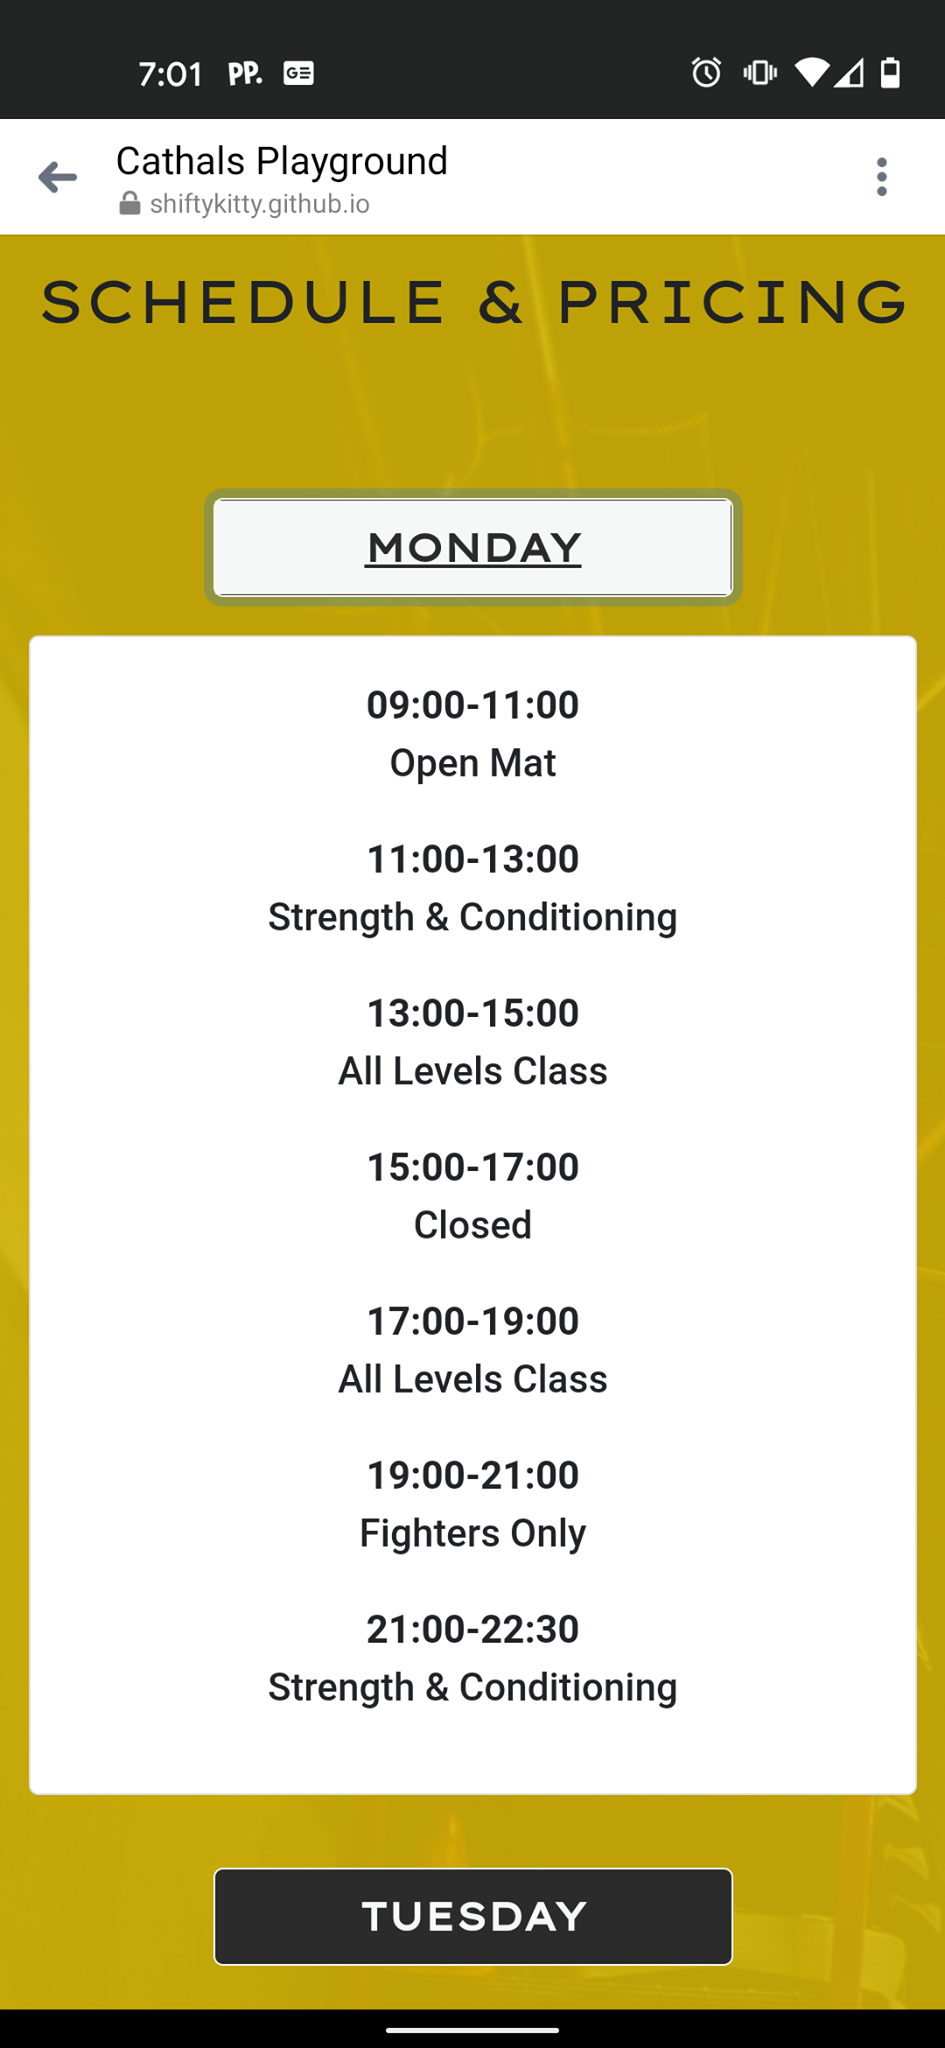 7:01 PP. GE
Cathals Playground
shiftykitty.github.io
SCHEDULE & PRICING
MONDAY
09:00-11:00
Open Mat
11:00-13:00
Strength & Conditioning
13:00-15:00
All Levels Class
15:00-17:00
Closed
17:00-19:00
All Levels Class
19:00-21:00
Fighters Only
21:00-22:30
Strength & Conditioning
TUESDAY